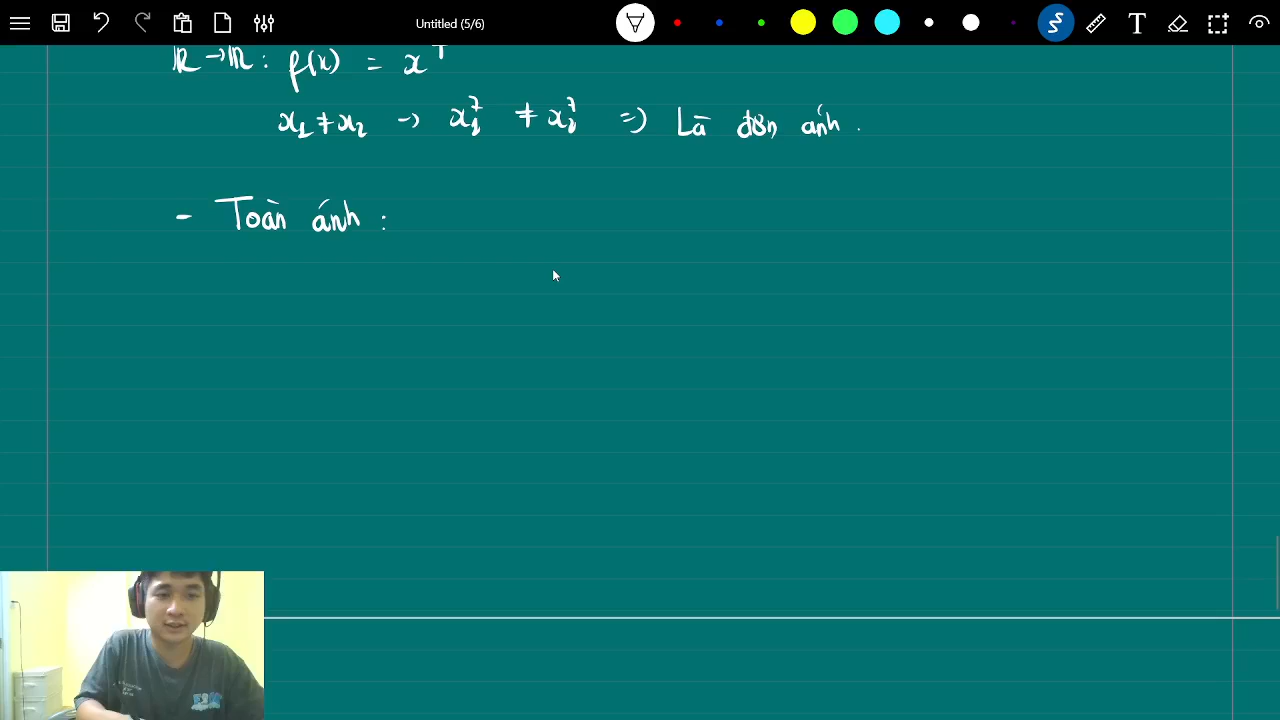 Untitled (5/6)
ℝ → ℝ : f(x) = x⁷
x₁ ≠ x₂ → x₁⁷ ≠ x₂⁷ => Là đơn ánh .
- Toàn ánh :